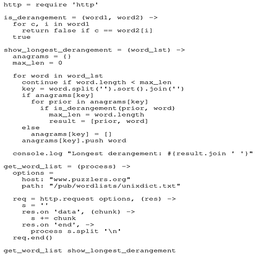 http = require 'http'

is_derangement = (word1, word2) ->
  for c, i in word1
    return false if c == word2[i]
  true

show_longest_derangement = (word_lst) ->
  anagrams = {}
  max_len = 0

  for word in word_lst
    continue if word.length < max_len
    key = word.split('').sort().join('')
    if anagrams[key]
      for prior in anagrams[key]
        if is_derangement(prior, word)
          max_len = word.length
          result = [prior, word]
    else
      anagrams[key] = []
    anagrams[key].push word

  console.log "Longest derangement: #{result.join ' '}"

get_word_list = (process) ->
  options =
    host: "www.puzzlers.org"
    path: "/pub/wordlists/unixdict.txt"

  req = http.request options, (res) ->
    s = ''
    res.on 'data', (chunk) ->
      s += chunk
    res.on 'end', ->
      process s.split '\n'
  req.end()

get_word_list show_longest_derangement